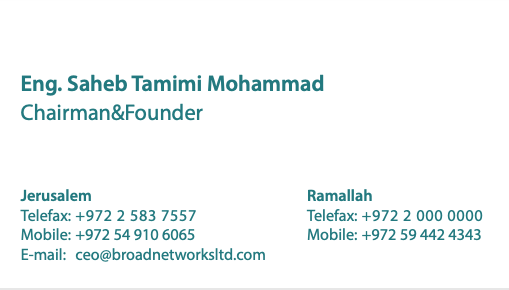 Eng. Saheb Tamimi Mohammad
Chairman&Founder
Jerusalem
Telefax: +972 2 583 7557
Mobile: +972 54 910 6065
E-mail: ceo@broadnetworksltd.com
Ramallah
Telefax: +972 2 000 0000
Mobile: +972 59 442 4343